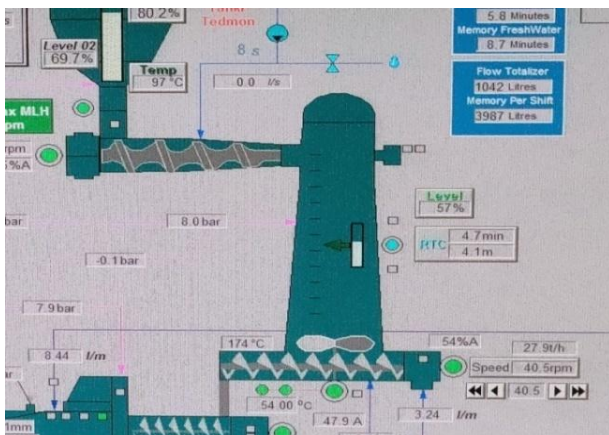 80.2%
Tedmon
5.8 Minutes
Memory FreshWater
8.7 Minutes
Level 02
69.7%
8 s
Temp
97 °C
0.0 l/s
Flow Totalizer
1042 Litres
Memory Per Shift
3987 Litres
MLH
rpm
%A
Level
57%
bar
8.0 bar
RTC
4.7min
4.1m
-0.1 bar
7.9 bar
174 °C
54%A
27.9t/h
8.44 l/m
Speed 40.5rpm
40.5
54.00 °C
47.9 A
3.24 l/m
1mm